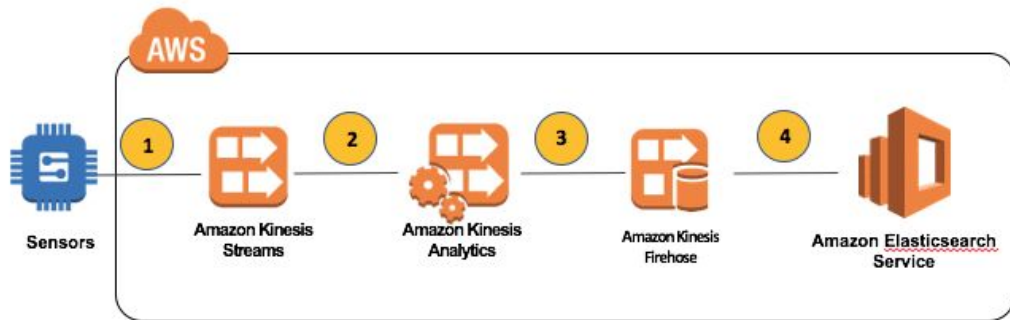 AWS
1
2
3
4
Sensors
Amazon Kinesis
Streams
Amazon Kinesis
Analytics
Amazon Kinesis
Firehose
Amazon Elasticsearch
Service